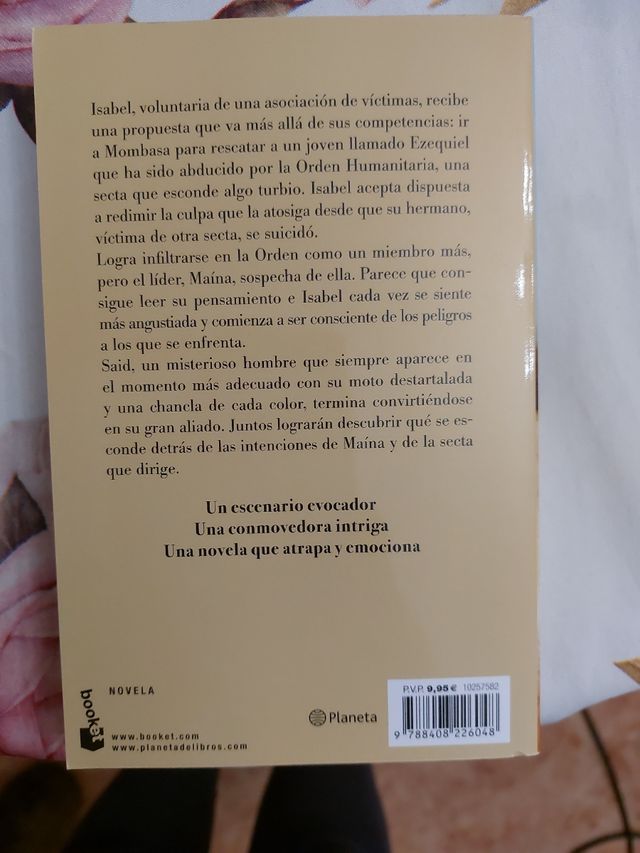 Isabel, voluntaria de una asociación de víctimas, recibe
una propuesta que va más allá de sus competencias: ir
a Mombasa para rescatar a un joven llamado Ezequiel
que ha sido abducido por la Orden Humanitaria, una
secta que esconde algo turbio. Isabel acepta dispuesta
a redimir la culpa que la atosiga desde que su hermano,
víctima de otra secta, se suicidó.
Logra infiltrarse en la Orden como un miembro más,
pero el líder, Maína, sospecha de ella. Parece que con-
sigue leer su pensamiento e Isabel cada vez se siente
más angustiada y comienza a ser consciente de los peligros
a los que se enfrenta.
Said, un misterioso hombre que siempre aparece en
el momento más adecuado con su moto destartalada
y una chancla de cada color, termina convirtiéndose
en su gran aliado. Juntos lograrán descubrir qué se es-
conde detrás de las intenciones de Maína y de la secta
que dirige.
Un escenario evocador
Una conmovedora intriga
Una novela que atrapa y emociona
NOVELA
booket
www.booket.com
www.planetadelibros.com
Planeta
P.V.P. 9,95 € 10257582
9 788408 226048